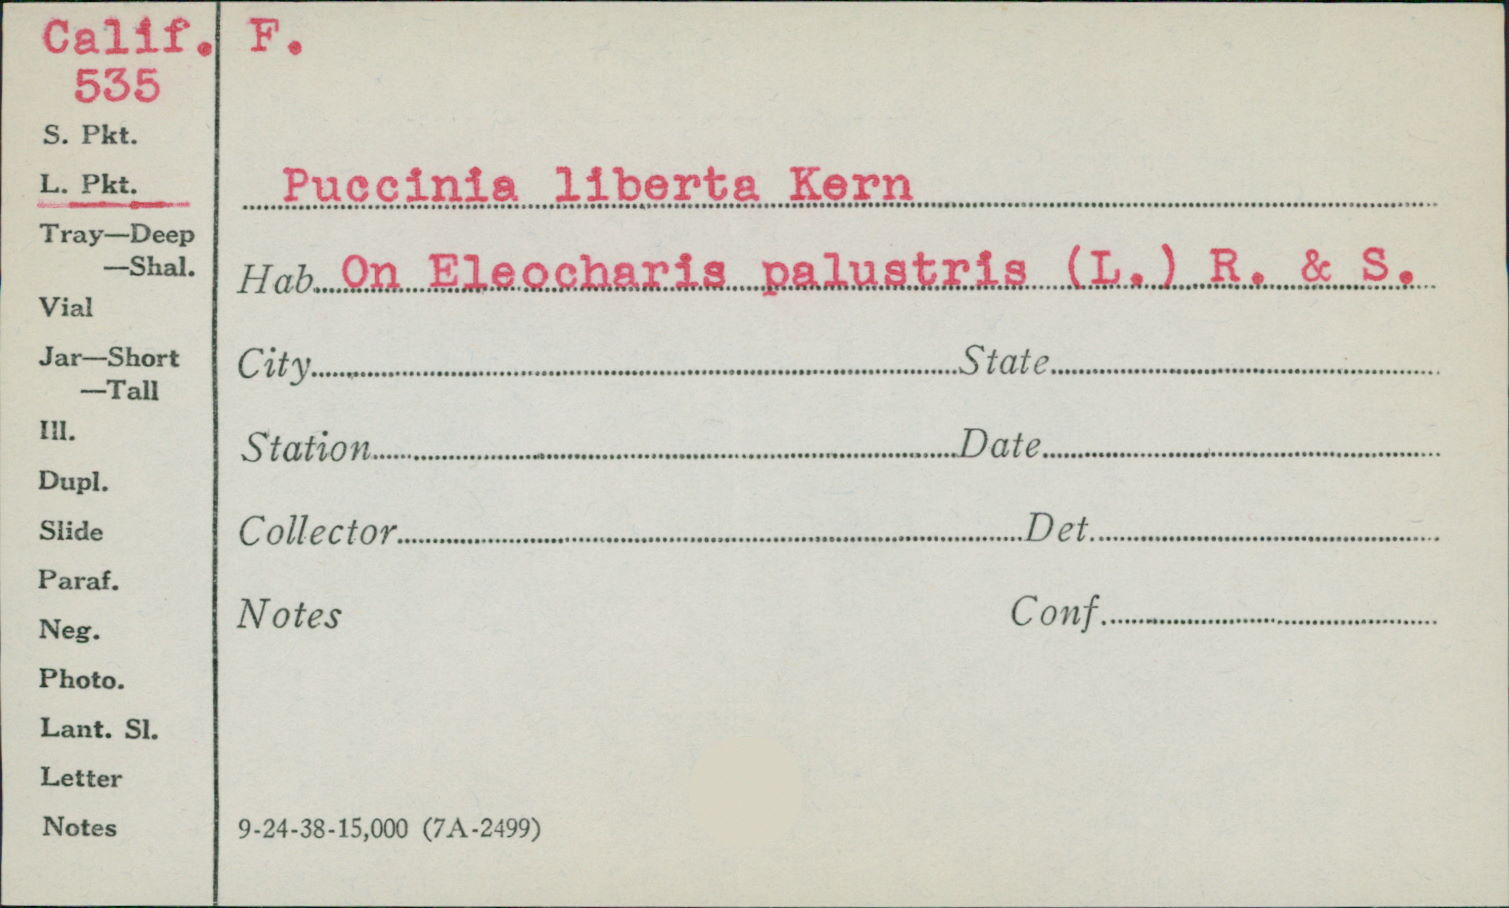 Calif. F.
535
S. Pkt.
L. Pkt.
Puccinia liberta Kern
Tray—Deep
—Shal.
Hab. On Eleocharis palustris (L.) R. & S.
Vial
Jar—Short
—Tall
City State
Ill.
Station Date
Dupl.
Slide
Collector Det.
Paraf.
Neg.
Notes Conf.
Photo.
Lant. Sl.
Letter
Notes
9-24-38-15,000 (7A-2499)